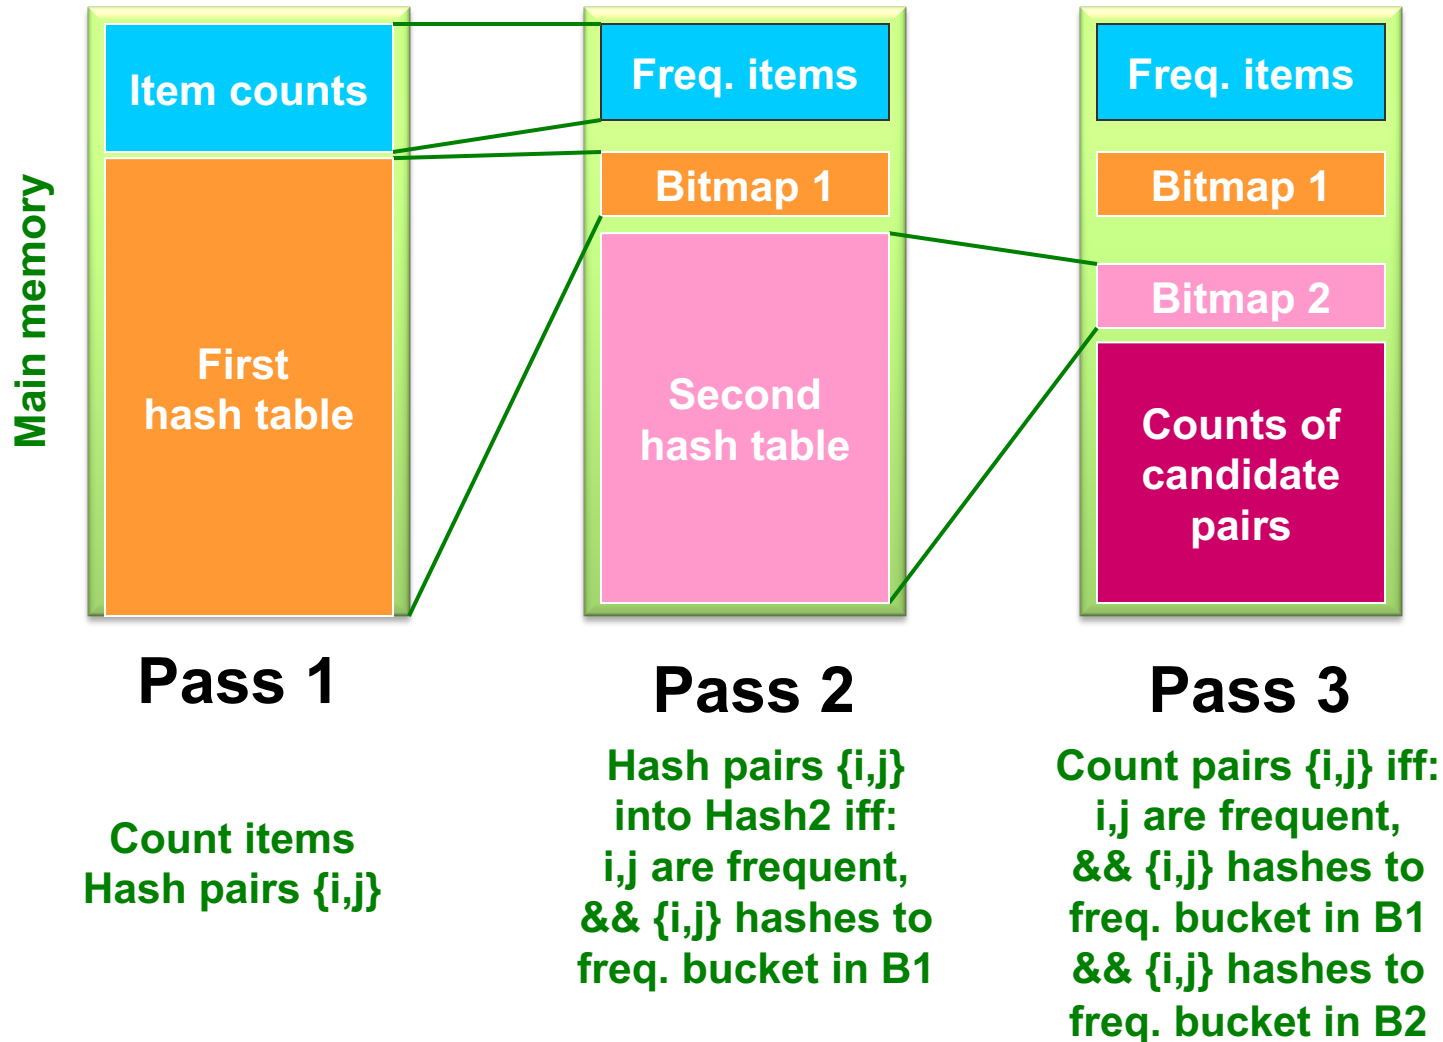 Main memory
Item counts
First
hash table
Pass 1
Count items
Hash pairs {i,j}
Freq. items
Bitmap 1
Second
hash table
Pass 2
Hash pairs {i,j}
into Hash2 iff:
i,j are frequent,
&& {i,j} hashes to
freq. bucket in B1
Freq. items
Bitmap 1
Bitmap 2
Counts of
candidate
pairs
Pass 3
Count pairs {i,j} iff:
i,j are frequent,
&& {i,j} hashes to
freq. bucket in B1
&& {i,j} hashes to
freq. bucket in B2